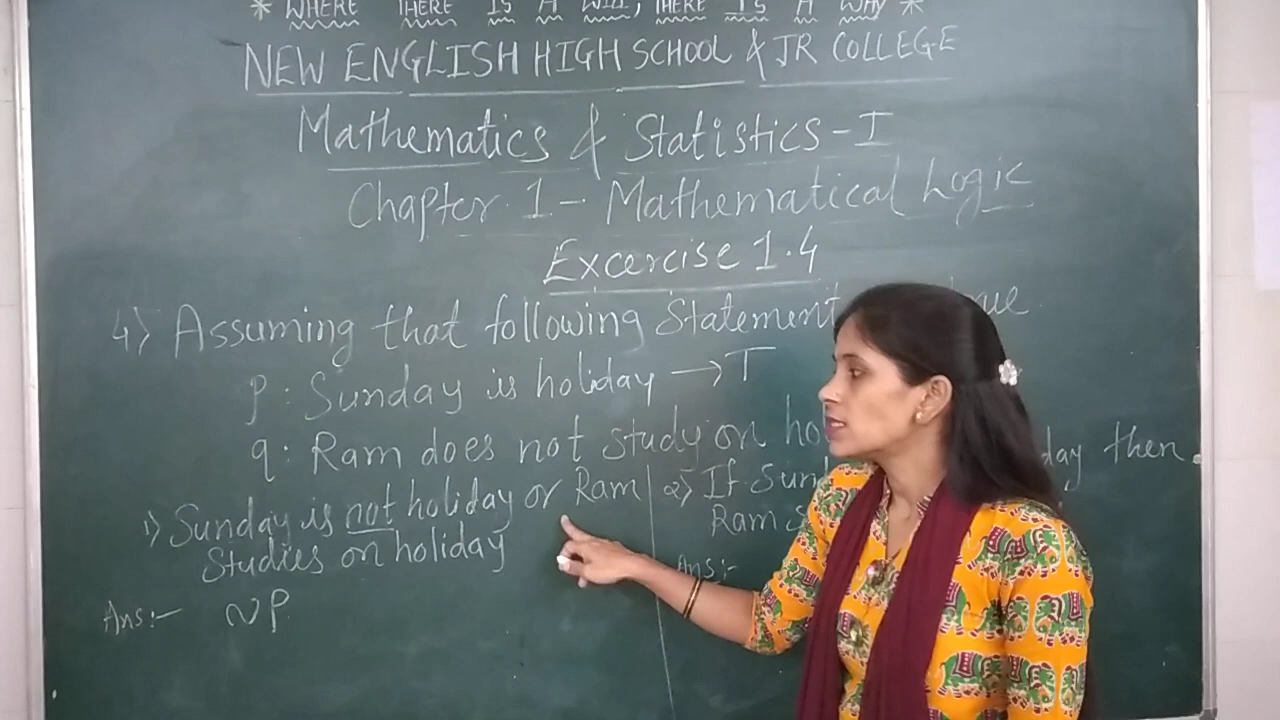 * WHERE THERE IS A WILL, THERE IS A WAY *
NEW ENGLISH HIGH SCHOOL & JR COLLEGE
Mathematics & Statistics - I
Chapter 1 - Mathematical Logic
Excercise 1.4
4) Assuming that following Statement
p : Sunday is holiday → T
q : Ram does not study on
1) Sunday is not holiday or Ram
Studies on holiday
Ans:- ~P
2) If then
Ram
Ans:-